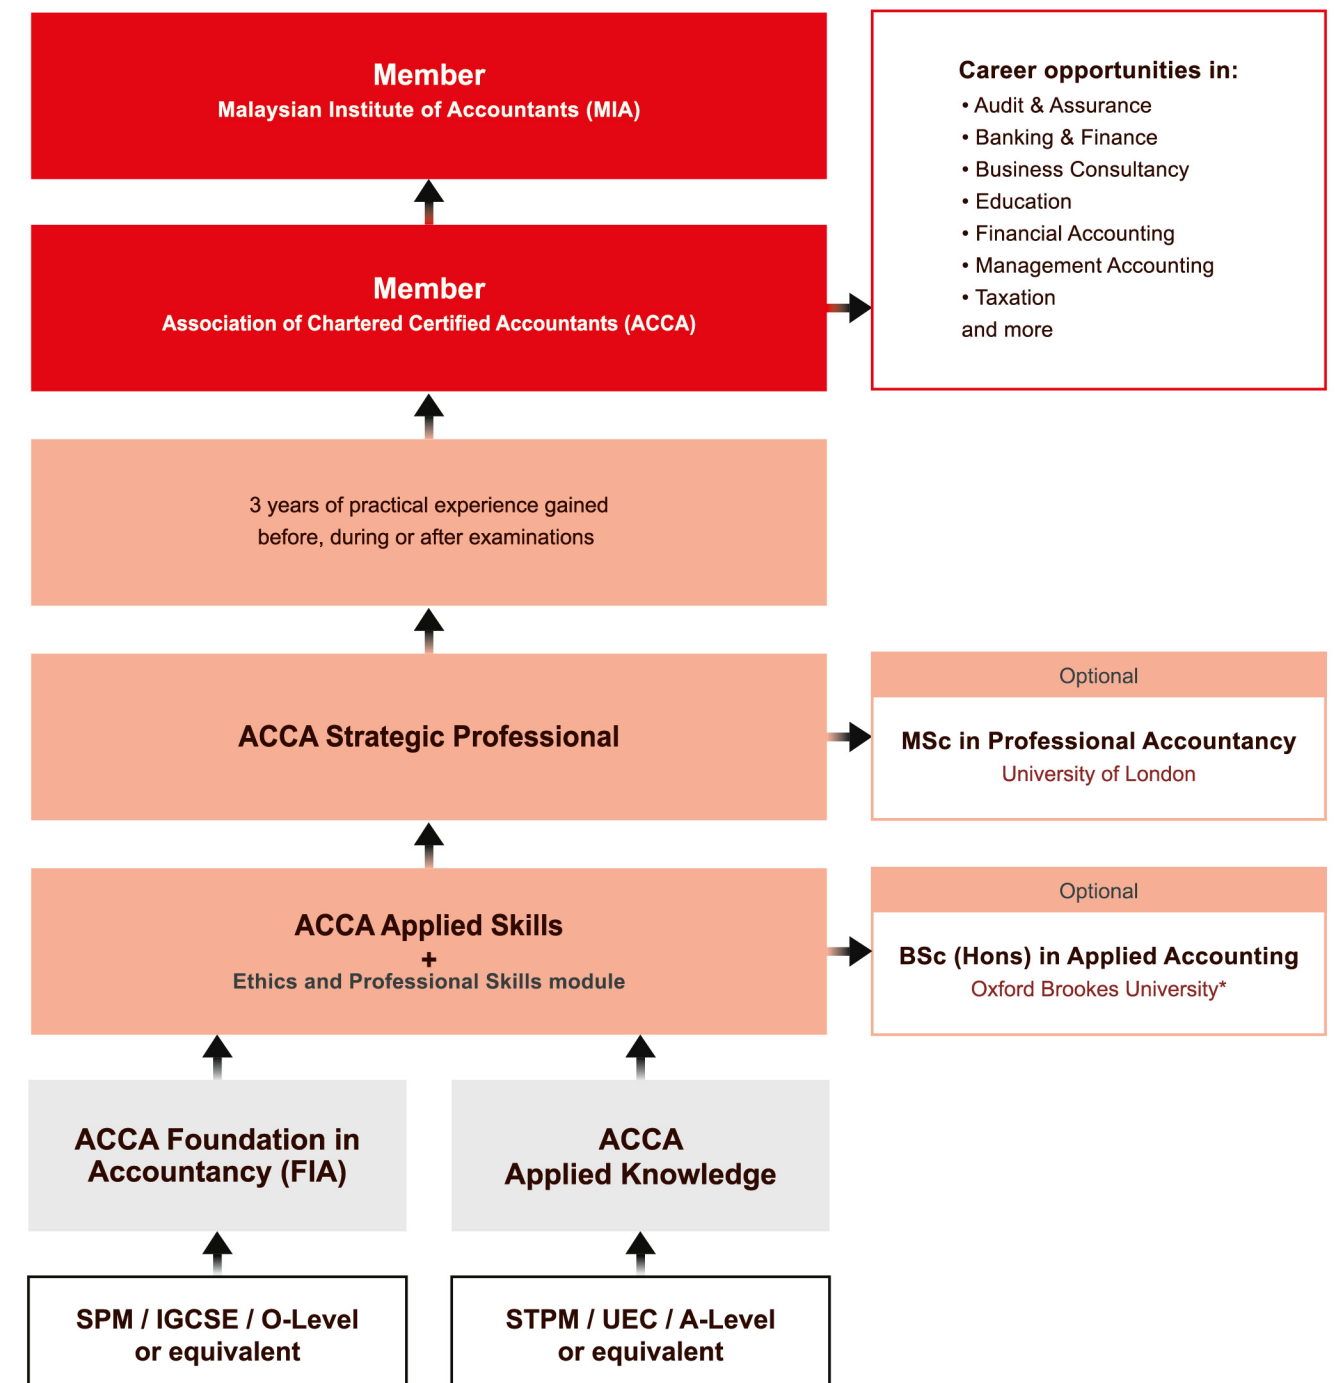 Member
Malaysian Institute of Accountants (MIA)
Career opportunities in:
• Audit & Assurance
• Banking & Finance
• Business Consultancy
• Education
• Financial Accounting
• Management Accounting
• Taxation
and more
Member
Association of Chartered Certified Accountants (ACCA)
3 years of practical experience gained
before, during or after examinations
ACCA Strategic Professional
Optional
MSc in Professional Accountancy
University of London
ACCA Applied Skills
+
Ethics and Professional Skills module
Optional
BSc (Hons) in Applied Accounting
Oxford Brookes University*
ACCA Foundation in
Accountancy (FIA)
ACCA
Applied Knowledge
SPM / IGCSE / O-Level
or equivalent
STPM / UEC / A-Level
or equivalent